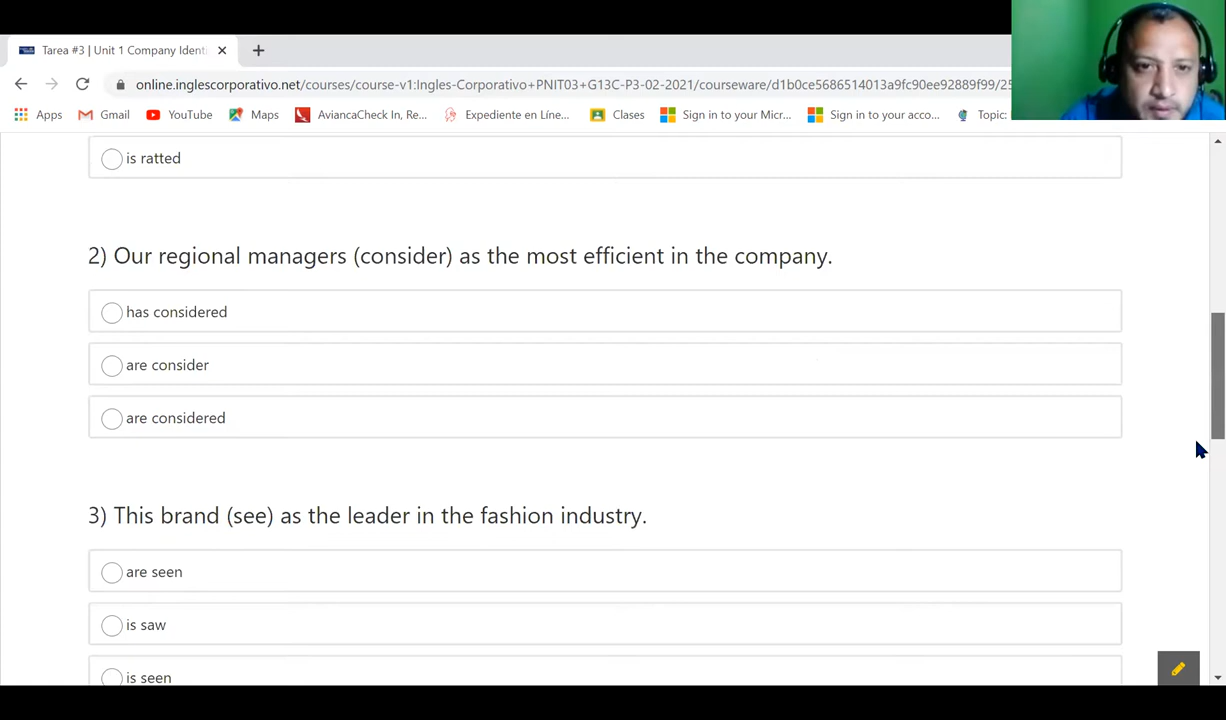 Tarea #3 | Unit 1 Company Identi
online.inglescorporativo.net/courses/course-v1:Ingles-Corporativo+PNIT03+G13C-P3-02-2021/courseware/d1b0ce5686514013a9fc90ee92889f99/25
Apps Gmail YouTube Maps AviancaCheck In, Re... Expediente en Líne... Clases Sign in to your Micr... Sign in to your acco... Topic:
is ratted
2) Our regional managers (consider) as the most efficient in the company.
has considered
are consider
are considered
3) This brand (see) as the leader in the fashion industry.
are seen
is saw
is seen